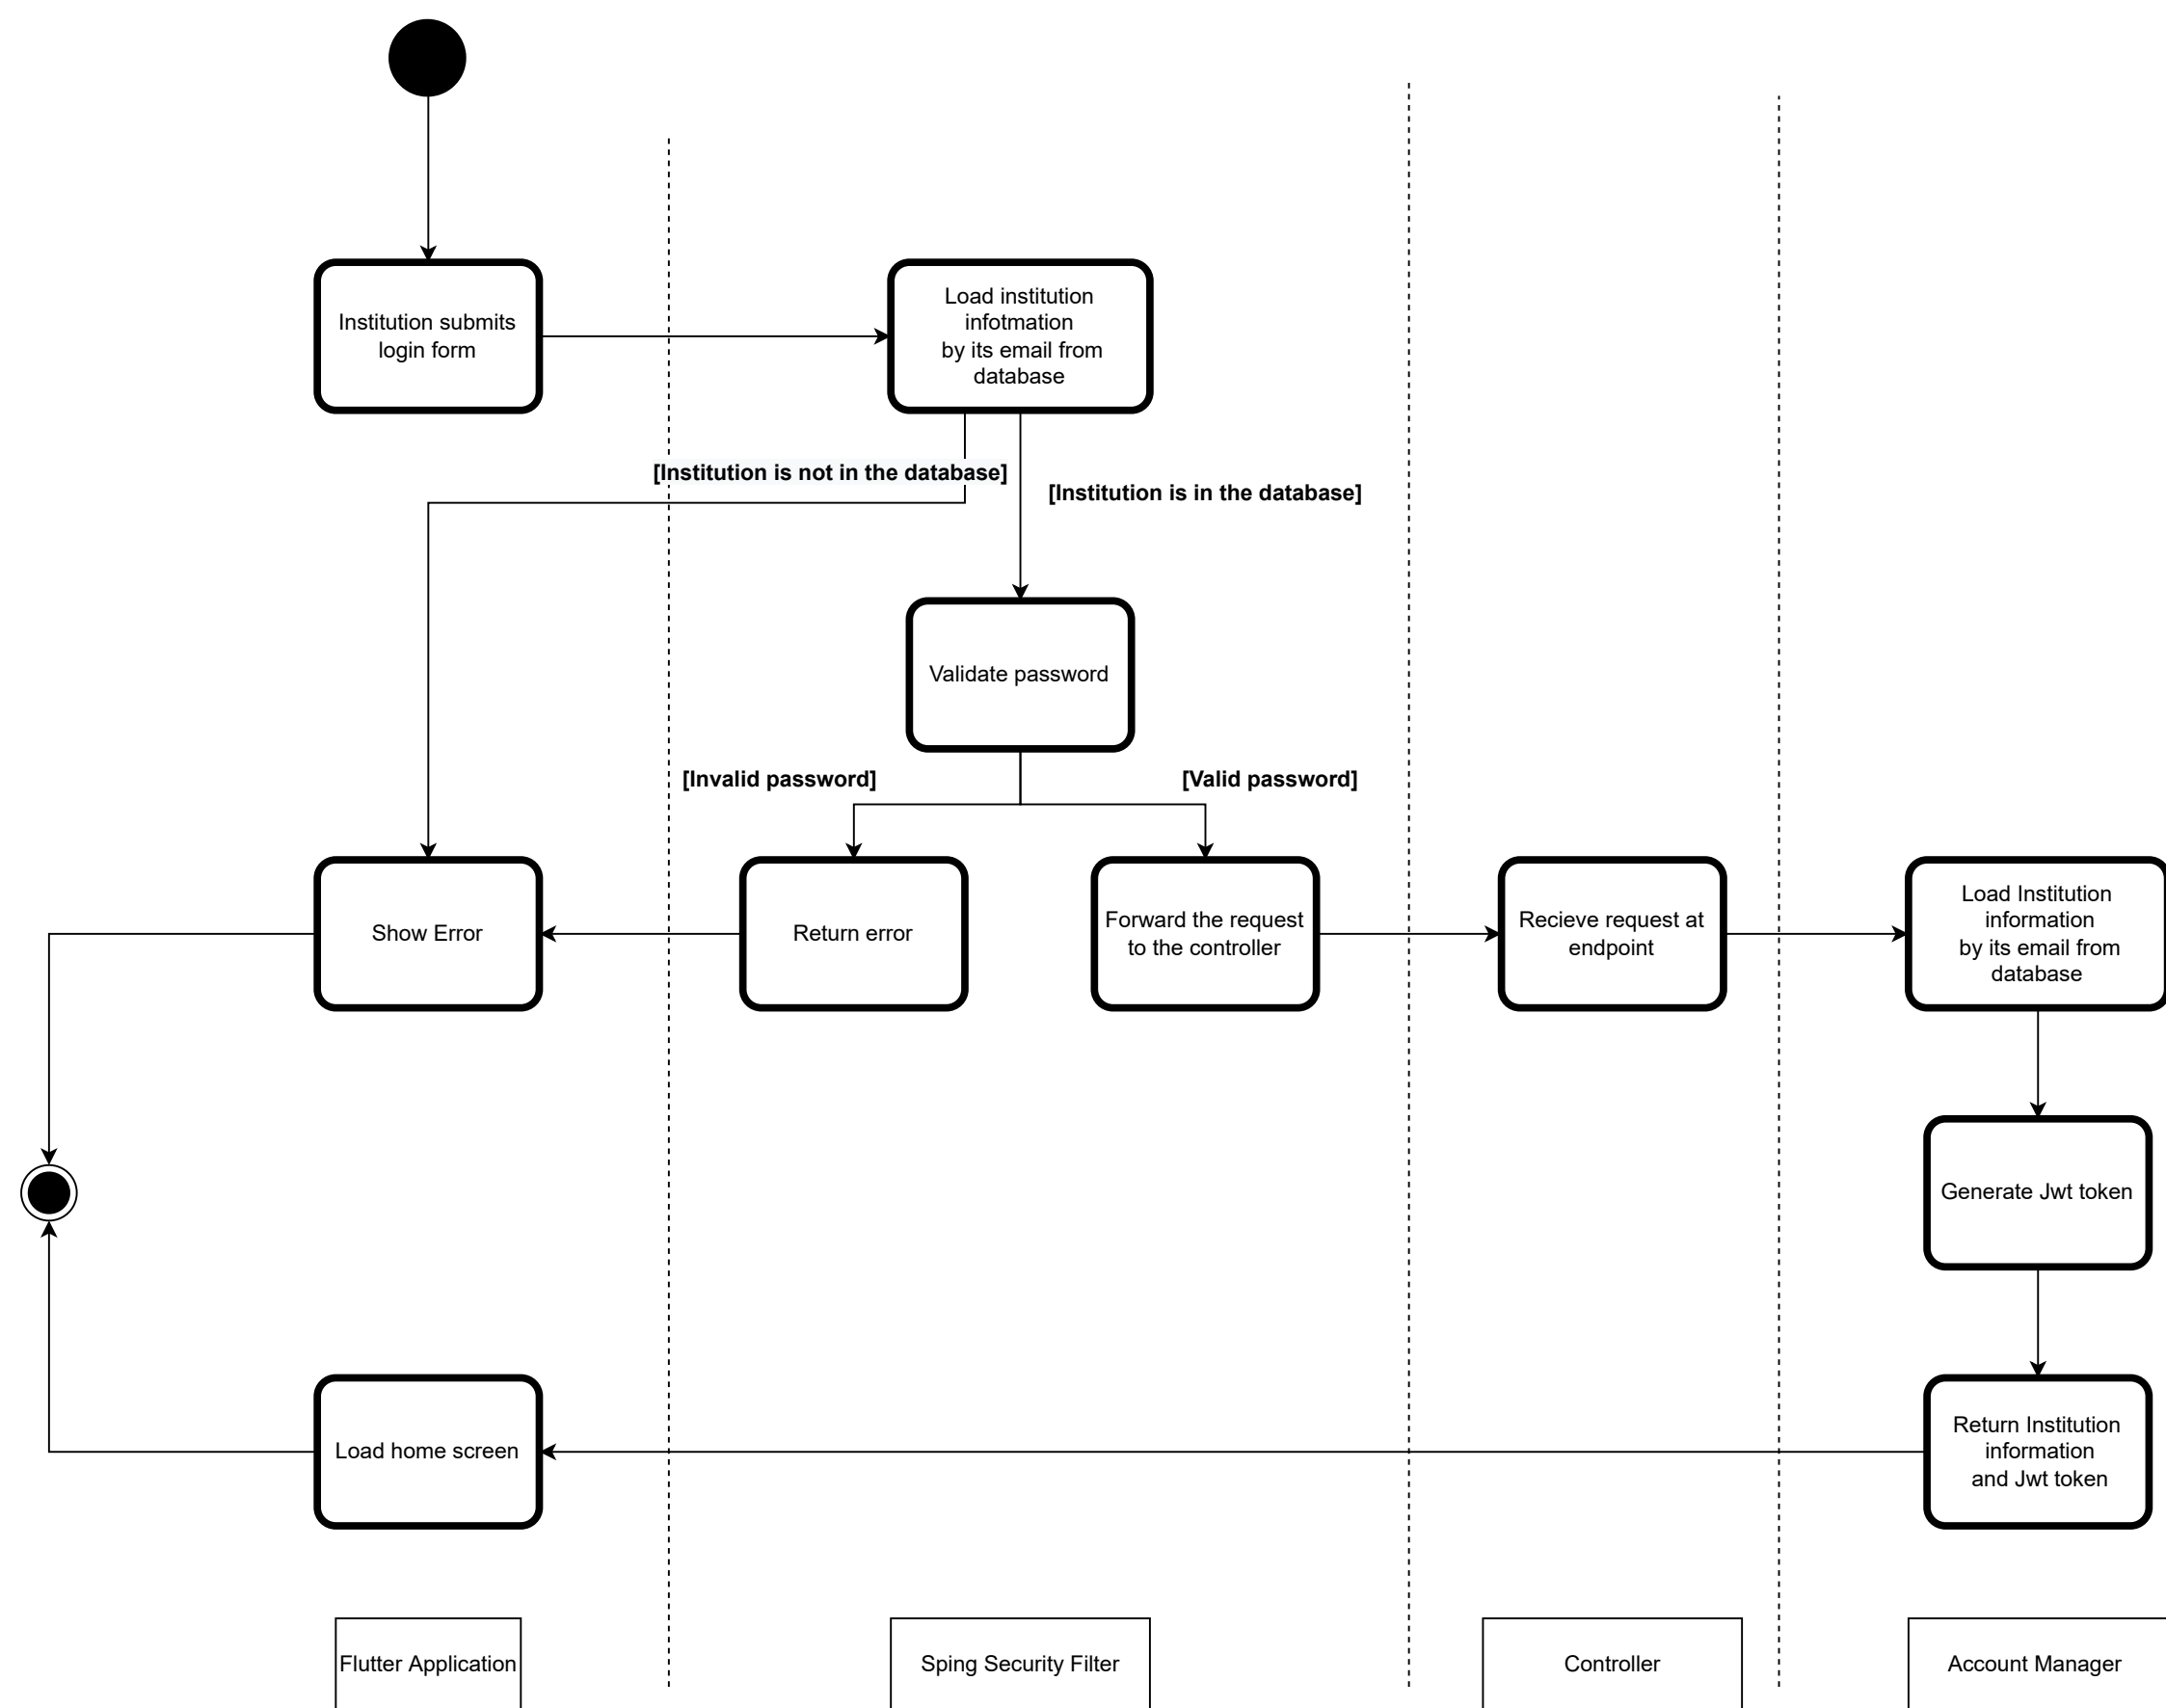 Institution submits
login form
Load institution
infotmation
by its email from
database
[Institution is not in the database]
[Institution is in the database]
Validate password
[Invalid password]
[Valid password]
Show Error
Return error
Forward the request
to the controller
Recieve request at
endpoint
Load Institution
information
by its email from
database
Generate Jwt token
Load home screen
Return Institution
information
and Jwt token
Flutter Application
Sping Security Filter
Controller
Account Manager